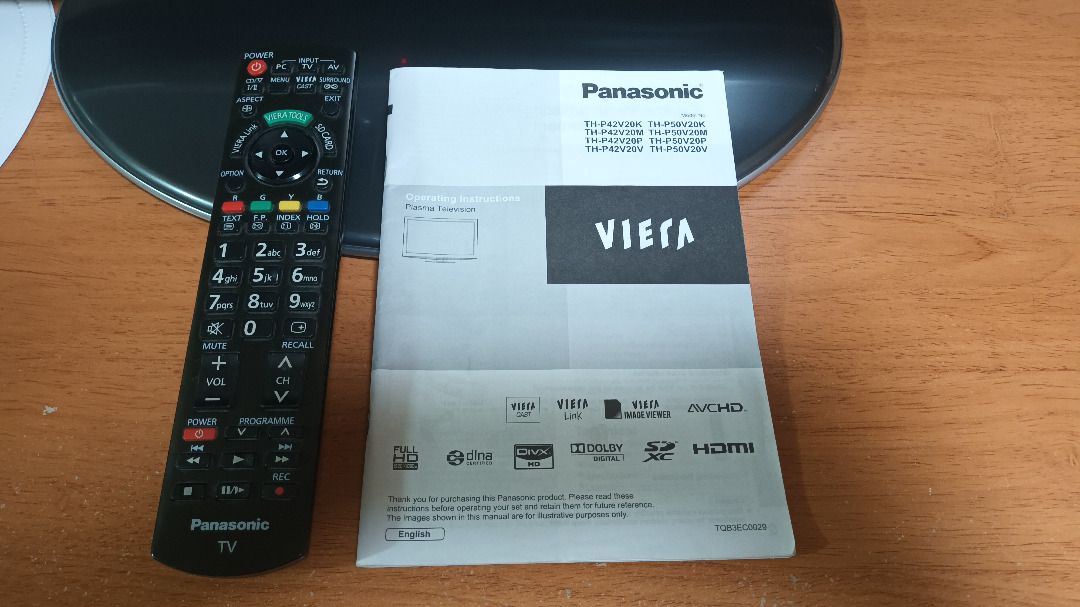 POWER
INPUT
PC TV AV
CD/▽ I/II
MENU
VIERA CAST
SURROUND
ASPECT
EXIT
VIERA TOOLS
VIERA Link
SD CARD
OK
OPTION
RETURN
R G Y B
TEXT F.P. INDEX HOLD
1 2abc 3def
4ghi 5jkl 6mno
7pqrs 8tuv 9wxyz
0
MUTE
RECALL
+
VOL
−
CH
POWER
PROGRAMME
REC
Panasonic
TV
Panasonic
Model No.
TH-P42V20K TH-P50V20K
TH-P42V20M TH-P50V20M
TH-P42V20P TH-P50V20P
TH-P42V20V TH-P50V20V
Operating Instructions
Plasma Television
VIERA
VIERA CAST
VIERA Link
VIERA IMAGE VIEWER
AVCHD™
FULL HD
dlna CERTIFIED
DIVX HD
DOLBY DIGITAL
SD XC
HDMI
Thank you for purchasing this Panasonic product. Please read these
instructions before operating your set and retain them for future reference.
The images shown in this manual are for illustrative purposes only.
English
TQB3EC0029